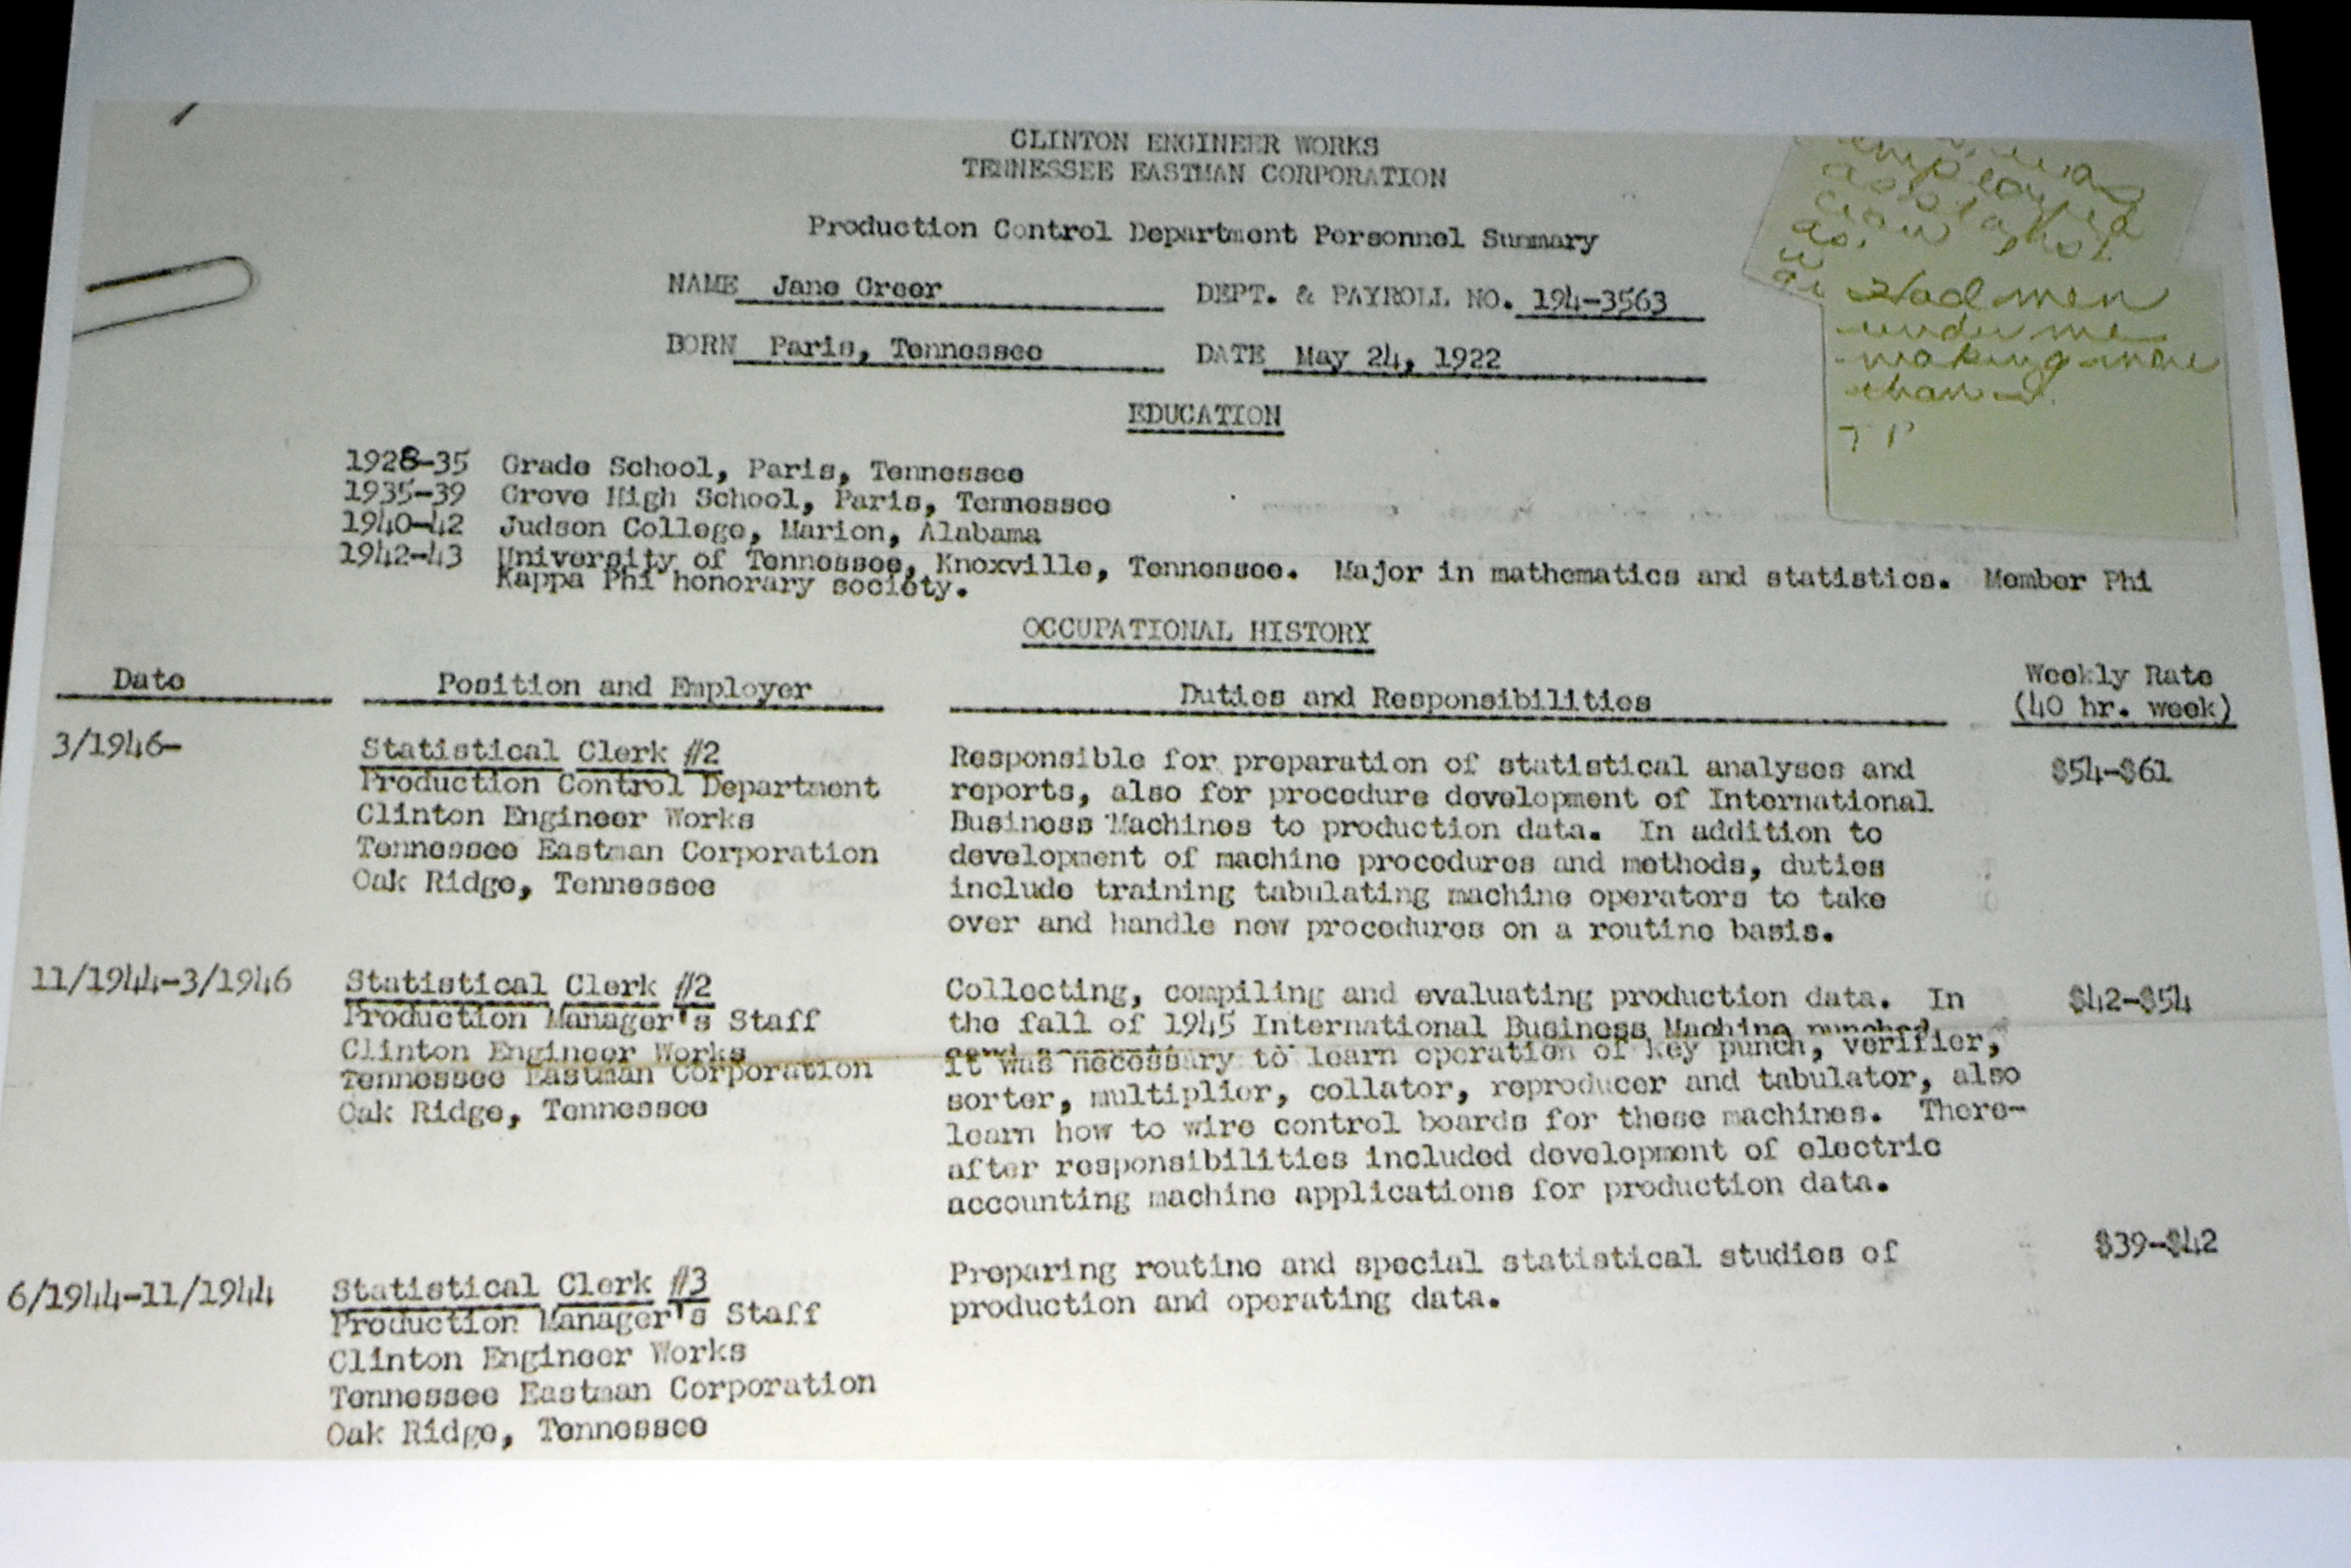 CLINTON ENGINEER WORKS
TENNESSEE EASTMAN CORPORATION
Production Control Department Personnel Summary
NAME Jane Greer DEPT. & PAYROLL NO. 194-3563
BORN Paris, Tennessee DATE May 24, 1922
Had men
under me
making more
than I.
EDUCATION
1928-35 Grade School, Paris, Tennessee
1935-39 Grove High School, Paris, Tennessee
1940-42 Judson College, Marion, Alabama
1942-43 University of Tennessee, Knoxville, Tennessee. Major in mathematics and statistics. Member Phi
Kappa Phi honorary society.
OCCUPATIONAL HISTORY
Date Position and Employer Duties and Responsibilities Weekly Rate
(40 hr. week)
3/1946- Statistical Clerk #2 Responsible for preparation of statistical analyses and $54-$61
Production Control Department reports, also for procedure development of International
Clinton Engineer Works Business Machines to production data. In addition to
Tennessee Eastman Corporation development of machine procedures and methods, duties
Oak Ridge, Tennessee include training tabulating machine operators to take
over and handle new procedures on a routine basis.
11/1944-3/1946 Statistical Clerk #2 Collecting, compiling and evaluating production data. In $42-$54
Production Manager's Staff the fall of 1945 International Business Machine punched
Clinton Engineer Works card
Tennessee Eastman Corporation it was necessary to learn operation of key punch, verifier,
Oak Ridge, Tennessee sorter, multiplier, collator, reproducer and tabulator, also
learn how to wire control boards for these machines. There-
after responsibilities included development of electric
accounting machine applications for production data.
6/1944-11/1944 Statistical Clerk #3 Preparing routine and special statistical studies of $39-$42
Production Manager's Staff production and operating data.
Clinton Engineer Works
Tennessee Eastman Corporation
Oak Ridge, Tennessee